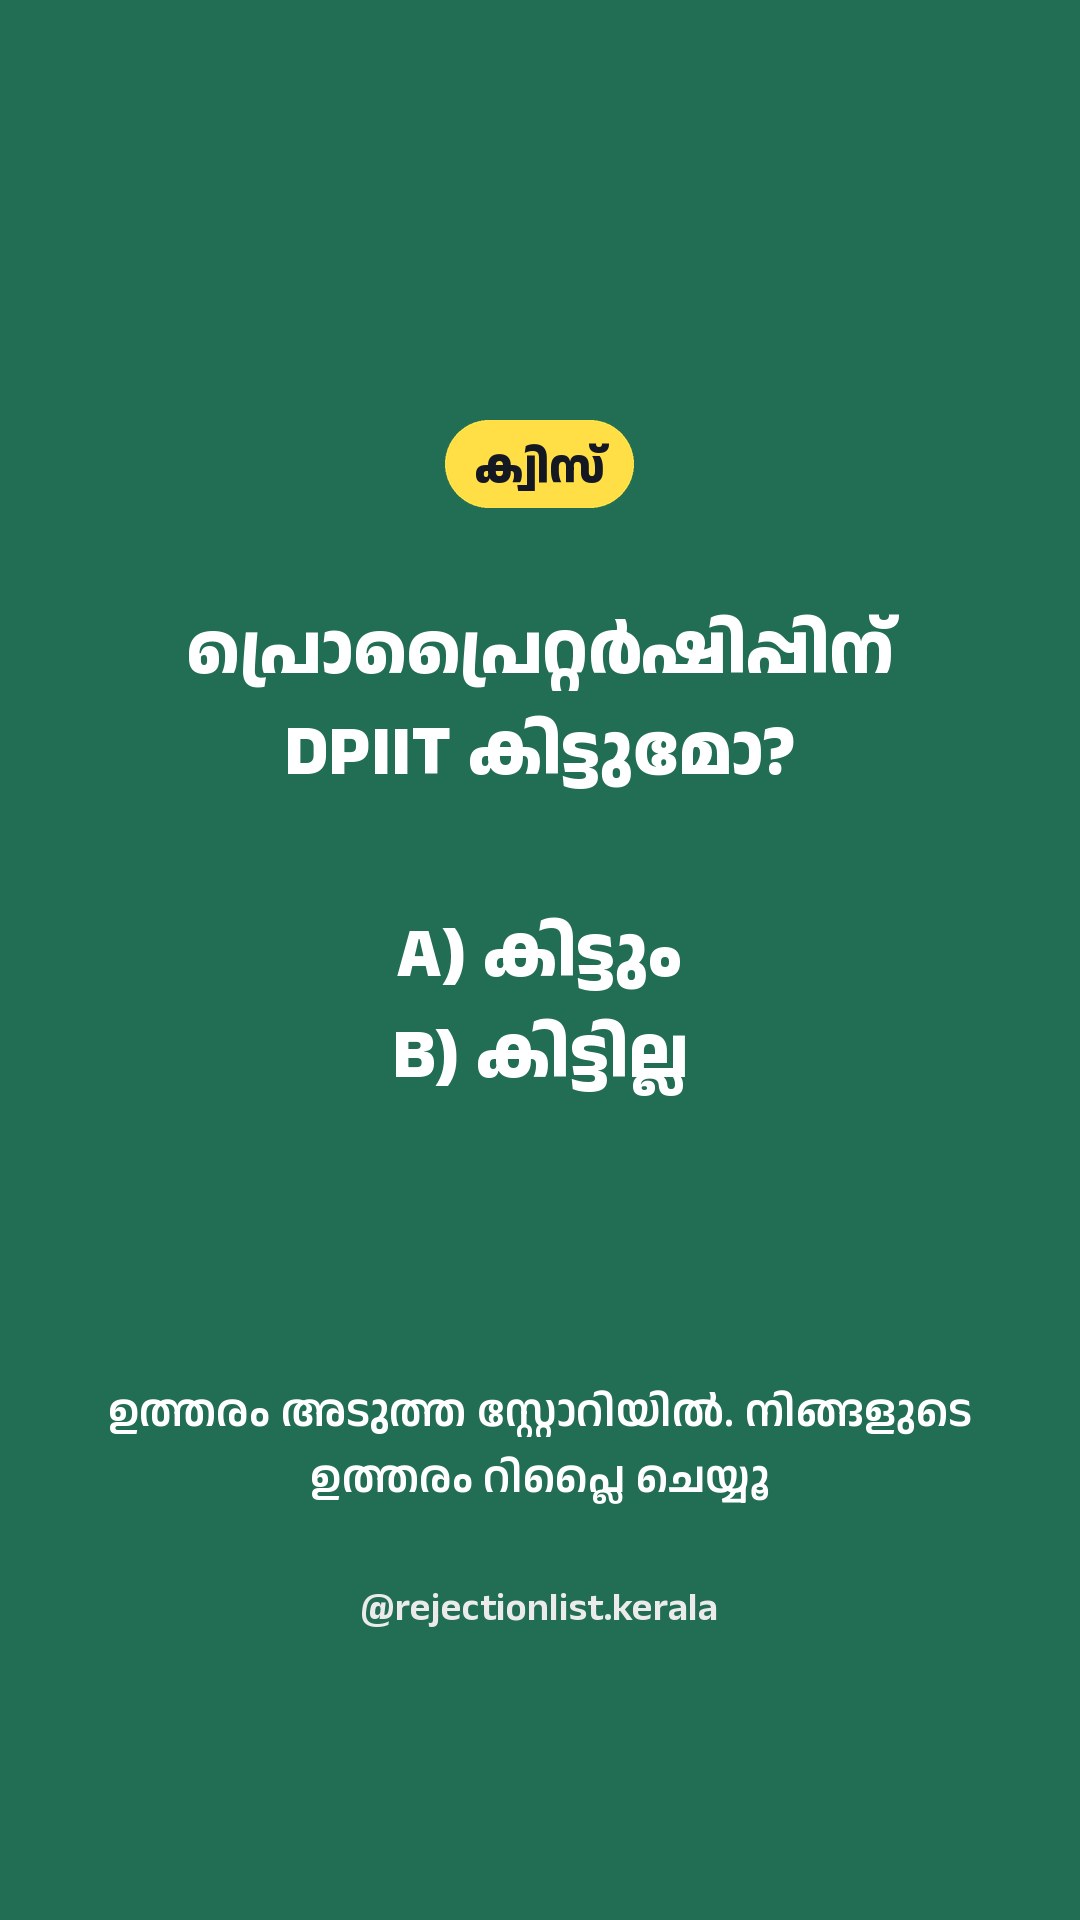 ക്വിസ്
പ്രൊപ്രൈറ്റർഷിപ്പിന്
DPIIT കിട്ടുമോ?
A) കിട്ടും
B) കിട്ടില്ല
ഉത്തരം അടുത്ത സ്റ്റോറിയിൽ. നിങ്ങളുടെ
ഉത്തരം റിപ്ലൈ ചെയ്യൂ
@rejectionlist.kerala